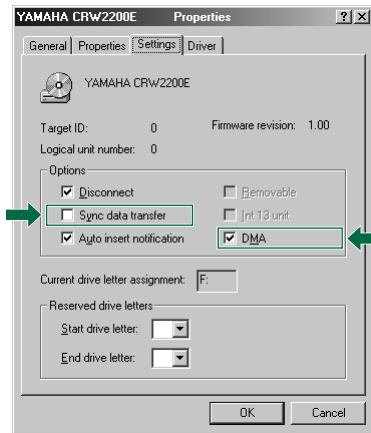 YAMAHA CRW2200E Properties
General Properties Settings Driver
YAMAHA CRW2200E
Target ID: 0 Firmware revision: 1.00
Logical unit number: 0
Options
Disconnect Removable
Sync data transfer Int 13 unit
Auto insert notification DMA
Current drive letter assignment: F:
Reserved drive letters
Start drive letter:
End drive letter:
OK Cancel